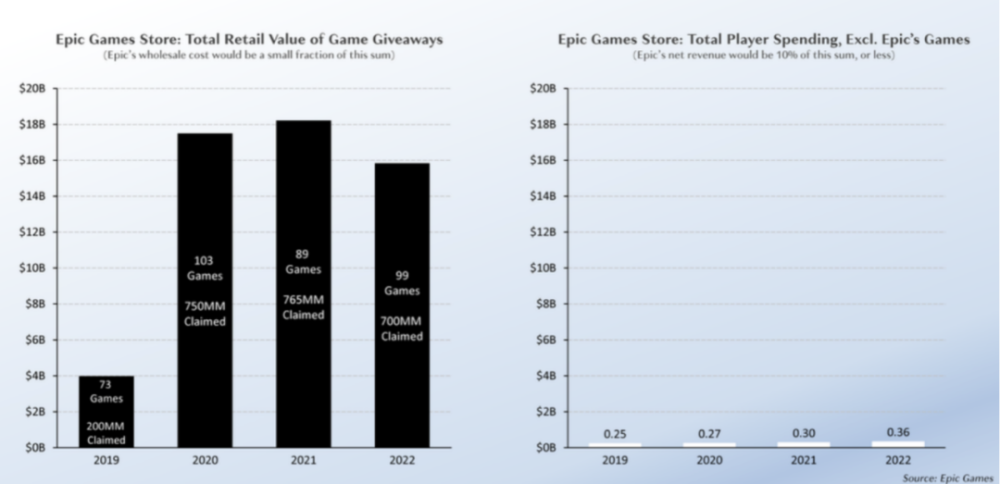 Epic Games Store: Total Retail Value of Game Giveaways
(Epic's wholesale cost would be a small fraction of this sum)
$20B
$18B
$16B
$14B
$12B
$10B
$8B
$6B
$4B
$2B
$0B
73
Games
200MM
Claimed
103
Games
750MM
Claimed
89
Games
765MM
Claimed
99
Games
700MM
Claimed
2019
2020
2021
2022
Epic Games Store: Total Player Spending, Excl. Epic's Games
(Epic's net revenue would be 10% of this sum, or less)
$20B
$18B
$16B
$14B
$12B
$10B
$8B
$6B
$4B
$2B
$0B
0.25
0.27
0.30
0.36
2019
2020
2021
2022
Source: Epic Games